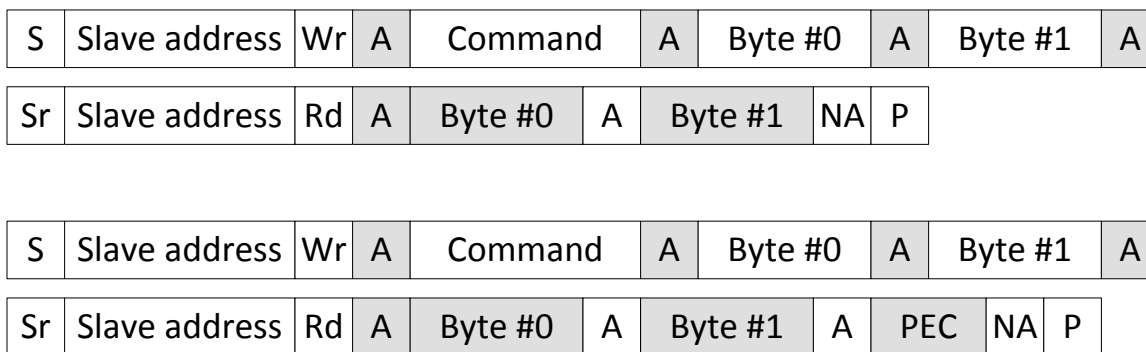 S Slave address Wr A Command A Byte #0 A Byte #1 A
Sr Slave address Rd A Byte #0 A Byte #1 NA P
S Slave address Wr A Command A Byte #0 A Byte #1 A
Sr Slave address Rd A Byte #0 A Byte #1 A PEC NA P